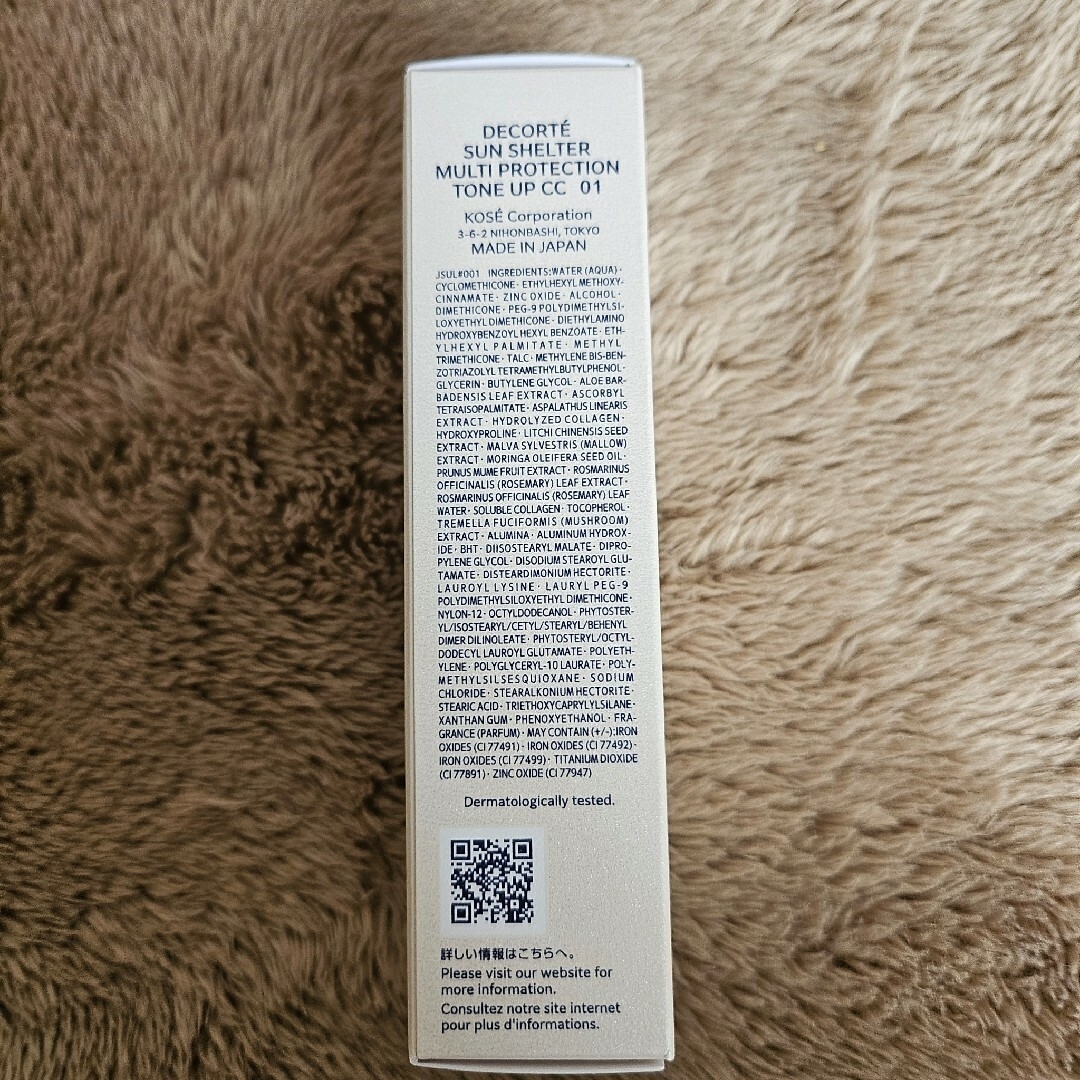 DECORTÉ
SUN SHELTER
MULTI PROTECTION
TONE UP CC 01
KOSÉ Corporation
3-6-2 NIHONBASHI, TOKYO
MADE IN JAPAN
JSUL#001 INGREDIENTS:WATER (AQUA)·
CYCLOMETHICONE · ETHYLHEXYL METHOXY-
CINNAMATE · ZINC OXIDE · ALCOHOL ·
DIMETHICONE · PEG-9 POLYDIMETHYLSI-
LOXYETHYL DIMETHICONE · DIETHYLAMINO
HYDROXYBENZOYL HEXYL BENZOATE · ETH-
YLHEXYL PALMITATE · METHYL
TRIMETHICONE · TALC · METHYLENE BIS-BEN-
ZOTRIAZOLYL TETRAMETHYLBUTYLPHENOL ·
GLYCERIN · BUTYLENE GLYCOL · ALOE BAR-
BADENSIS LEAF EXTRACT · ASCORBYL
TETRAISOPALMITATE · ASPALATHUS LINEARIS
EXTRACT · HYDROLYZED COLLAGEN ·
HYDROXYPROLINE · LITCHI CHINENSIS SEED
EXTRACT · MALVA SYLVESTRIS (MALLOW)
EXTRACT · MORINGA OLEIFERA SEED OIL ·
PRUNUS MUME FRUIT EXTRACT · ROSMARINUS
OFFICINALIS (ROSEMARY) LEAF EXTRACT ·
ROSMARINUS OFFICINALIS (ROSEMARY) LEAF
WATER · SOLUBLE COLLAGEN · TOCOPHEROL ·
TREMELLA FUCIFORMIS (MUSHROOM)
EXTRACT · ALUMINA · ALUMINUM HYDROX-
IDE · BHT · DIISOSTEARYL MALATE · DIPRO-
PYLENE GLYCOL · DISODIUM STEAROYL GLU-
TAMATE · DISTEARDIMONIUM HECTORITE ·
LAUROYL LYSINE · LAURYL PEG-9
POLYDIMETHYLSILOXYETHYL DIMETHICONE ·
NYLON-12 · OCTYLDODECANOL · PHYTOSTER-
YL/ISOSTEARYL/CETYL/STEARYL/BEHENYL
DIMER DILINOLEATE · PHYTOSTERYL/OCTYL-
DODECYL LAUROYL GLUTAMATE · POLYETH-
YLENE · POLYGLYCERYL-10 LAURATE · POLY-
METHYLSILSESQUIOXANE · SODIUM
CHLORIDE · STEARALKONIUM HECTORITE ·
STEARIC ACID · TRIETHOXYCAPRYLYLSILANE ·
XANTHAN GUM · PHENOXYETHANOL · FRA-
GRANCE (PARFUM) · MAY CONTAIN (+/-):IRON
OXIDES (CI 77491) · IRON OXIDES (CI 77492) ·
IRON OXIDES (CI 77499) · TITANIUM DIOXIDE
(CI 77891) · ZINC OXIDE (CI 77947)
Dermatologically tested.
詳しい情報はこちらへ。
Please visit our website for
more information.
Consultez notre site internet
pour plus d'informations.